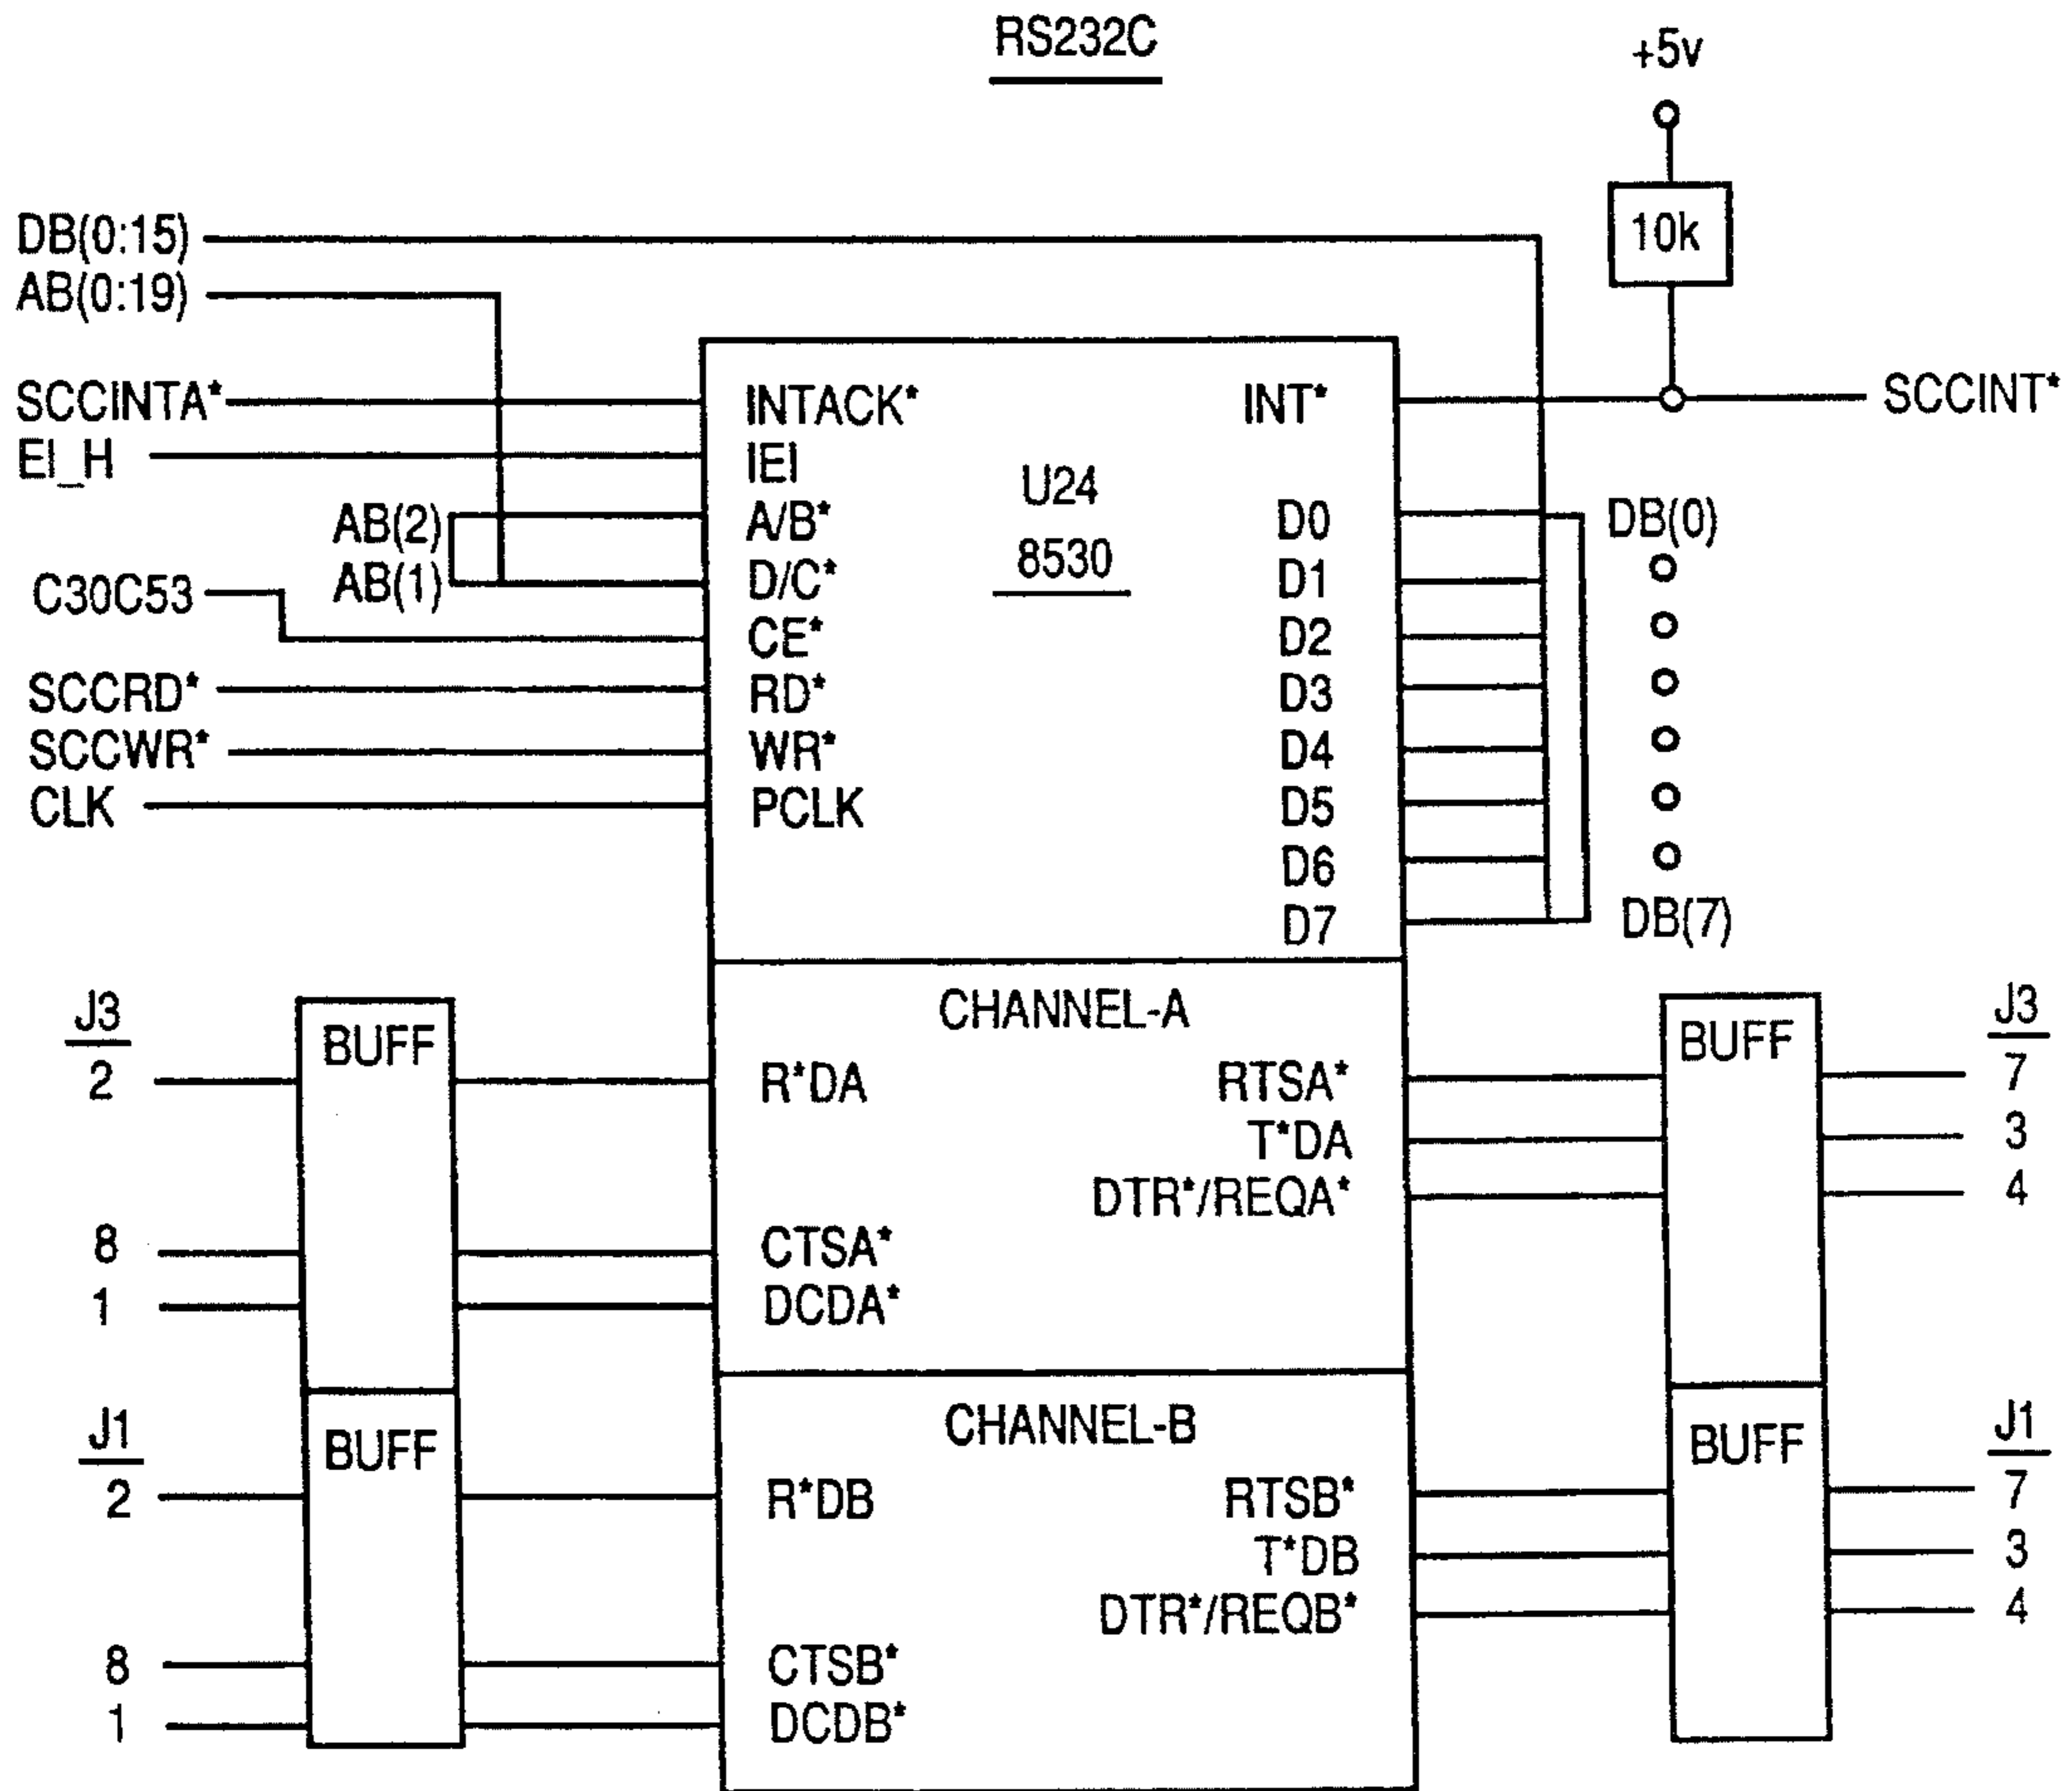 RS232C
+5v
10k
DB(0:15)
AB(0:19)
SCCINTA*
EI_H
AB(2)
AB(1)
C30C53
SCCRD*
SCCWR*
CLK
INTACK*
IEI
A/B*
D/C*
CE*
RD*
WR*
PCLK
U24
8530
INT*
D0
D1
D2
D3
D4
D5
D6
D7
SCCINT*
DB(0)
DB(7)
J3
2
8
1
BUFF
CHANNEL-A
R*DA
CTSA*
DCDA*
RTSA*
T*DA
DTR*/REQA*
BUFF
J3
7
3
4
J1
2
8
1
BUFF
CHANNEL-B
R*DB
CTSB*
DCDB*
RTSB*
T*DB
DTR*/REQB*
BUFF
J1
7
3
4